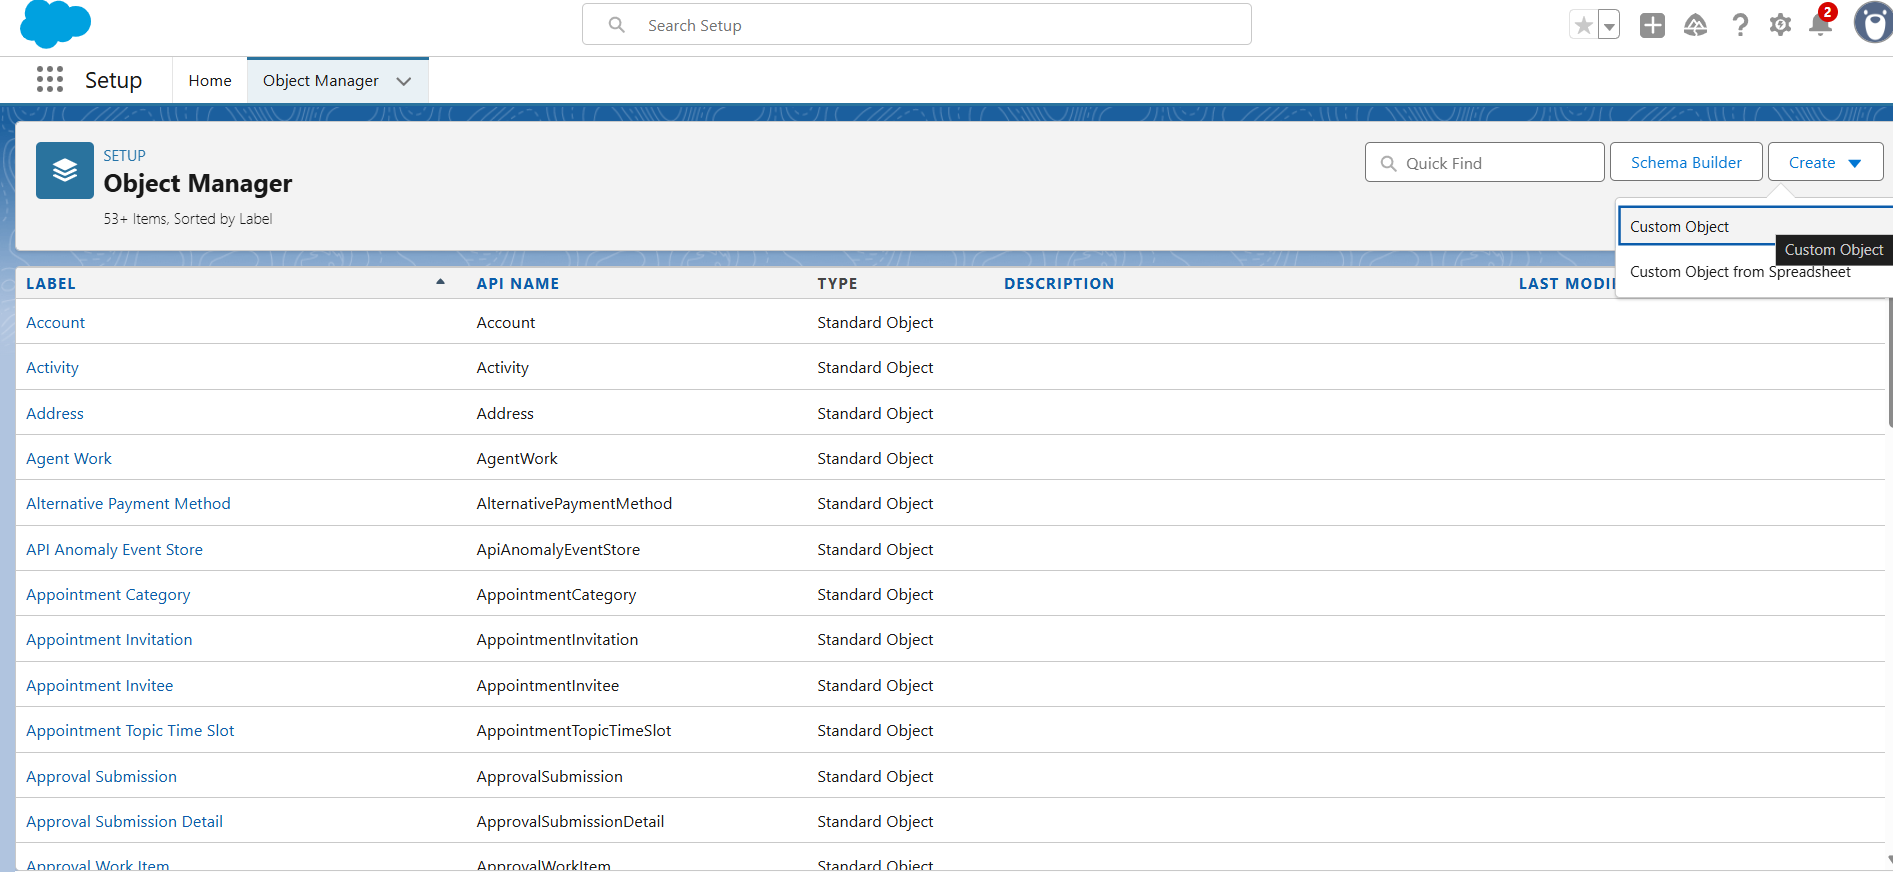 Search Setup
2
Setup
Home
Object Manager
SETUP
Object Manager
53+ Items, Sorted by Label
Quick Find
Schema Builder
Create
Custom Object
Custom Object
Custom Object from Spreadsheet
LABEL API NAME TYPE DESCRIPTION LAST MODI
Account Account Standard Object
Activity Activity Standard Object
Address Address Standard Object
Agent Work AgentWork Standard Object
Alternative Payment Method AlternativePaymentMethod Standard Object
API Anomaly Event Store ApiAnomalyEventStore Standard Object
Appointment Category AppointmentCategory Standard Object
Appointment Invitation AppointmentInvitation Standard Object
Appointment Invitee AppointmentInvitee Standard Object
Appointment Topic Time Slot AppointmentTopicTimeSlot Standard Object
Approval Submission ApprovalSubmission Standard Object
Approval Submission Detail ApprovalSubmissionDetail Standard Object
Approval Work Item ApprovalWorkItem Standard Object